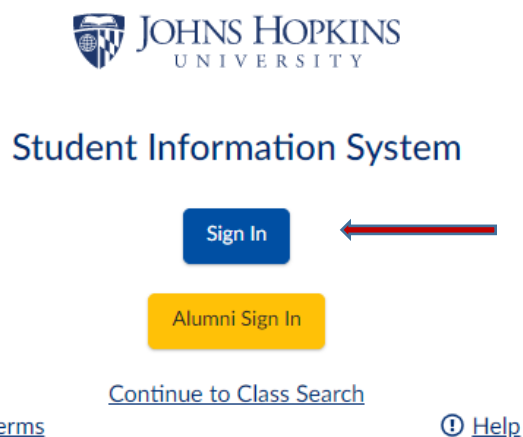 JOHNS HOPKINS
UNIVERSITY
Student Information System
Sign In
Alumni Sign In
Continue to Class Search
erms
Help